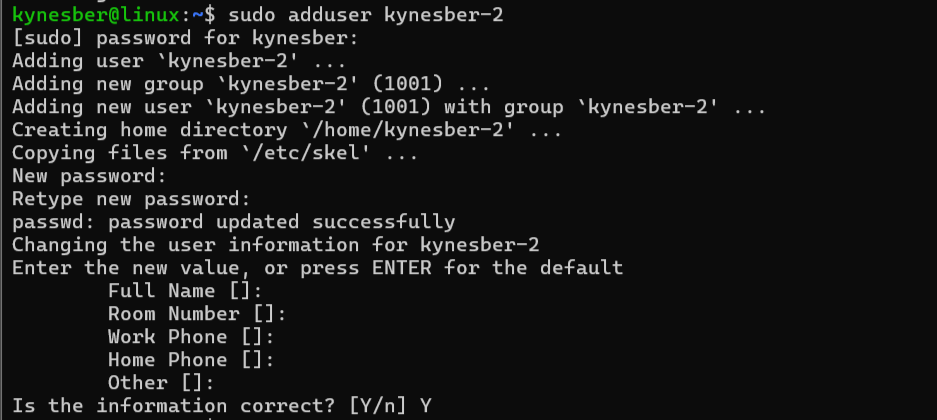 kynesber@linux:~$ sudo adduser kynesber-2
[sudo] password for kynesber:
Adding user `kynesber-2' ...
Adding new group `kynesber-2' (1001) ...
Adding new user `kynesber-2' (1001) with group `kynesber-2' ...
Creating home directory `/home/kynesber-2' ...
Copying files from `/etc/skel' ...
New password:
Retype new password:
passwd: password updated successfully
Changing the user information for kynesber-2
Enter the new value, or press ENTER for the default
Full Name []:
Room Number []:
Work Phone []:
Home Phone []:
Other []:
Is the information correct? [Y/n] Y